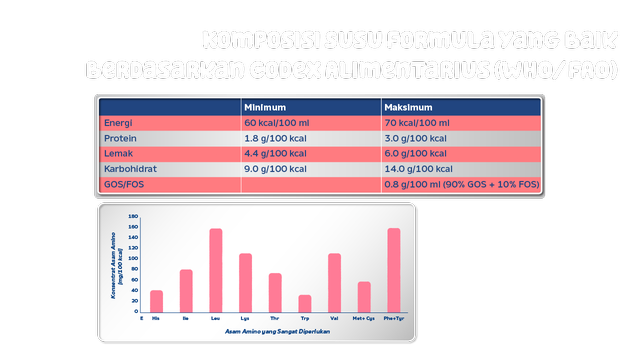 Komposisi Susu Formula yang Baik
Berdasarkan Codex Alimentarius (WHO/FAO)
Minimum Maksimum
Energi 60 kcal/100 ml 70 kcal/100 ml
Protein 1.8 g/100 kcal 3.0 g/100 kcal
Lemak 4.4 g/100 kcal 6.0 g/100 kcal
Karbohidrat 9.0 g/100 kcal 14.0 g/100 kcal
GOS/FOS 0.8 g/100 ml (90% GOS + 10% FOS)
Konsentrat Asam Amino
(mg/100 kcal)
180
160
140
120
100
80
60
40
20
0
E His Ile Leu Lys Thr Trp Val Met+ Cys Phe+Tyr
Asam Amino yang Sangat Diperlukan